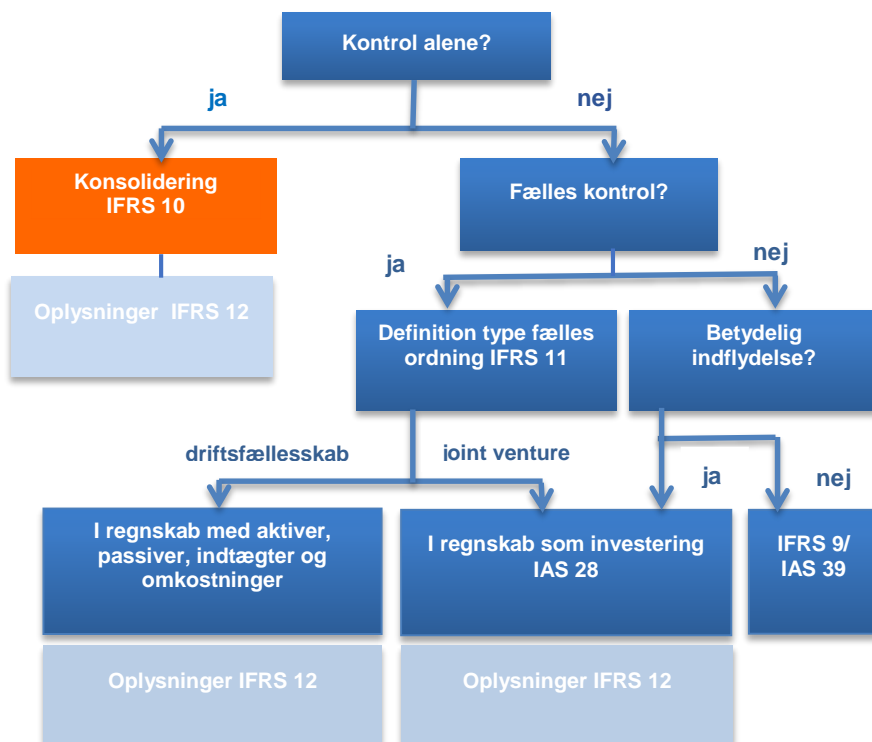 Kontrol alene?
ja
nej
Konsolidering
IFRS 10
Fælles kontrol?
ja
nej
Oplysninger IFRS 12
Definition type fælles
ordning IFRS 11
Betydelig
indflydelse?
driftsfællesskab
joint venture
ja
nej
I regnskab med aktiver,
passiver, indtægter og
omkostninger
I regnskab som investering
IAS 28
IFRS 9/
IAS 39
Oplysninger IFRS 12
Oplysninger IFRS 12